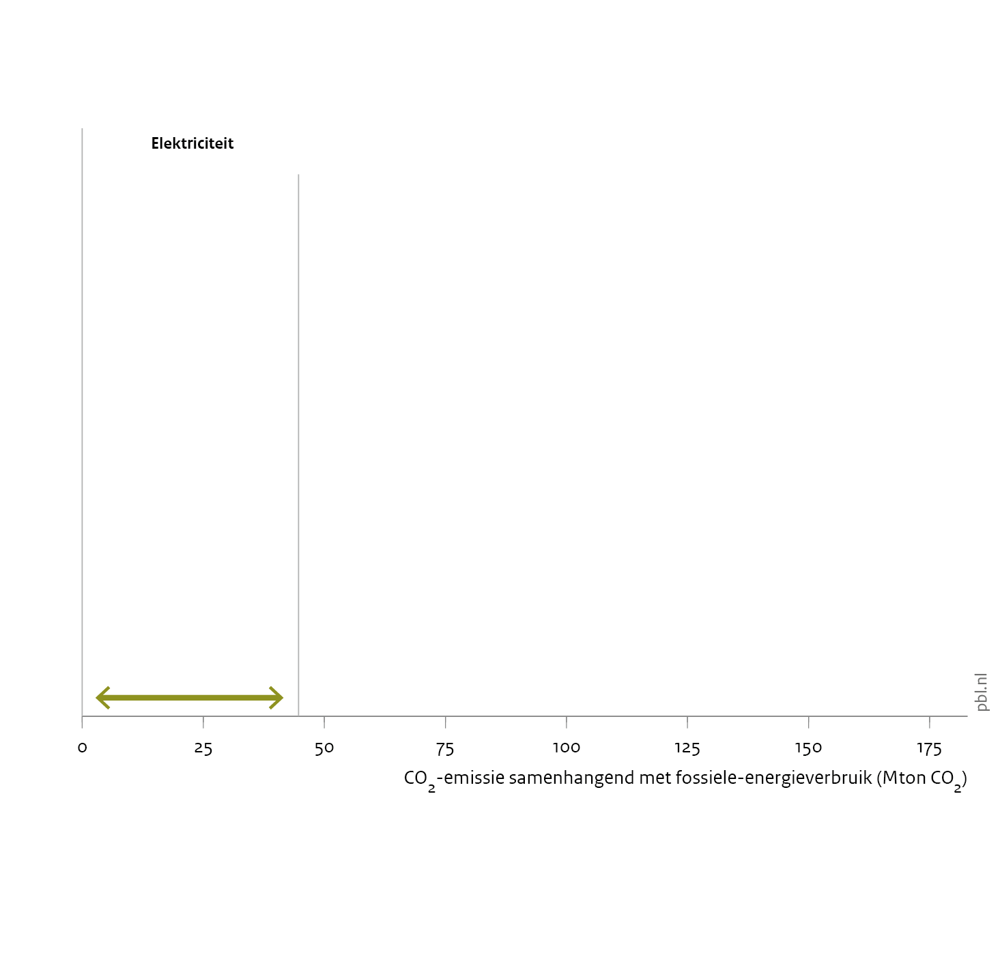 Elektriciteit
pbl.nl
0 25 50 75 100 125 150 175
CO₂-emissie samenhangend met fossiele-energieverbruik (Mton CO₂)